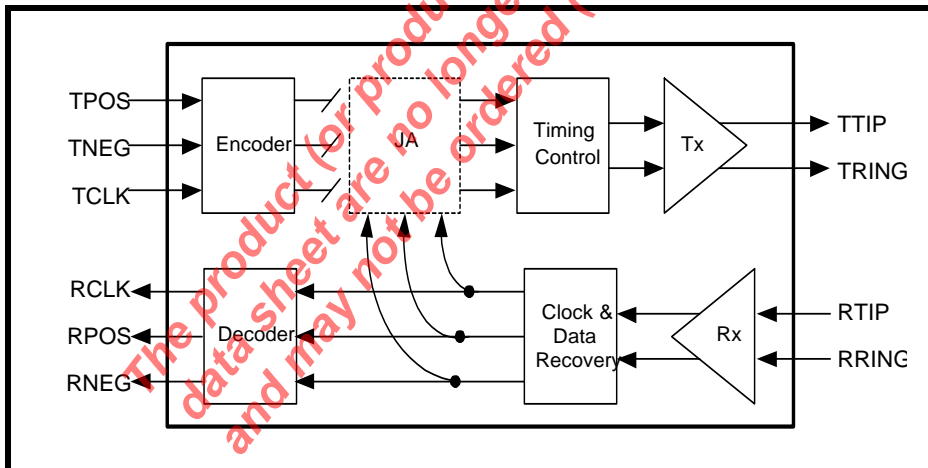 TPOS
TNEG
TCLK
Encoder
JA
Timing
Control
Tx
TTIP
TRING
RCLK
RPOS
RNEG
Decoder
Clock &
Data
Recovery
Rx
RTIP
RRING
The product (or produ
data sheet are no longe
and may not be ordered (